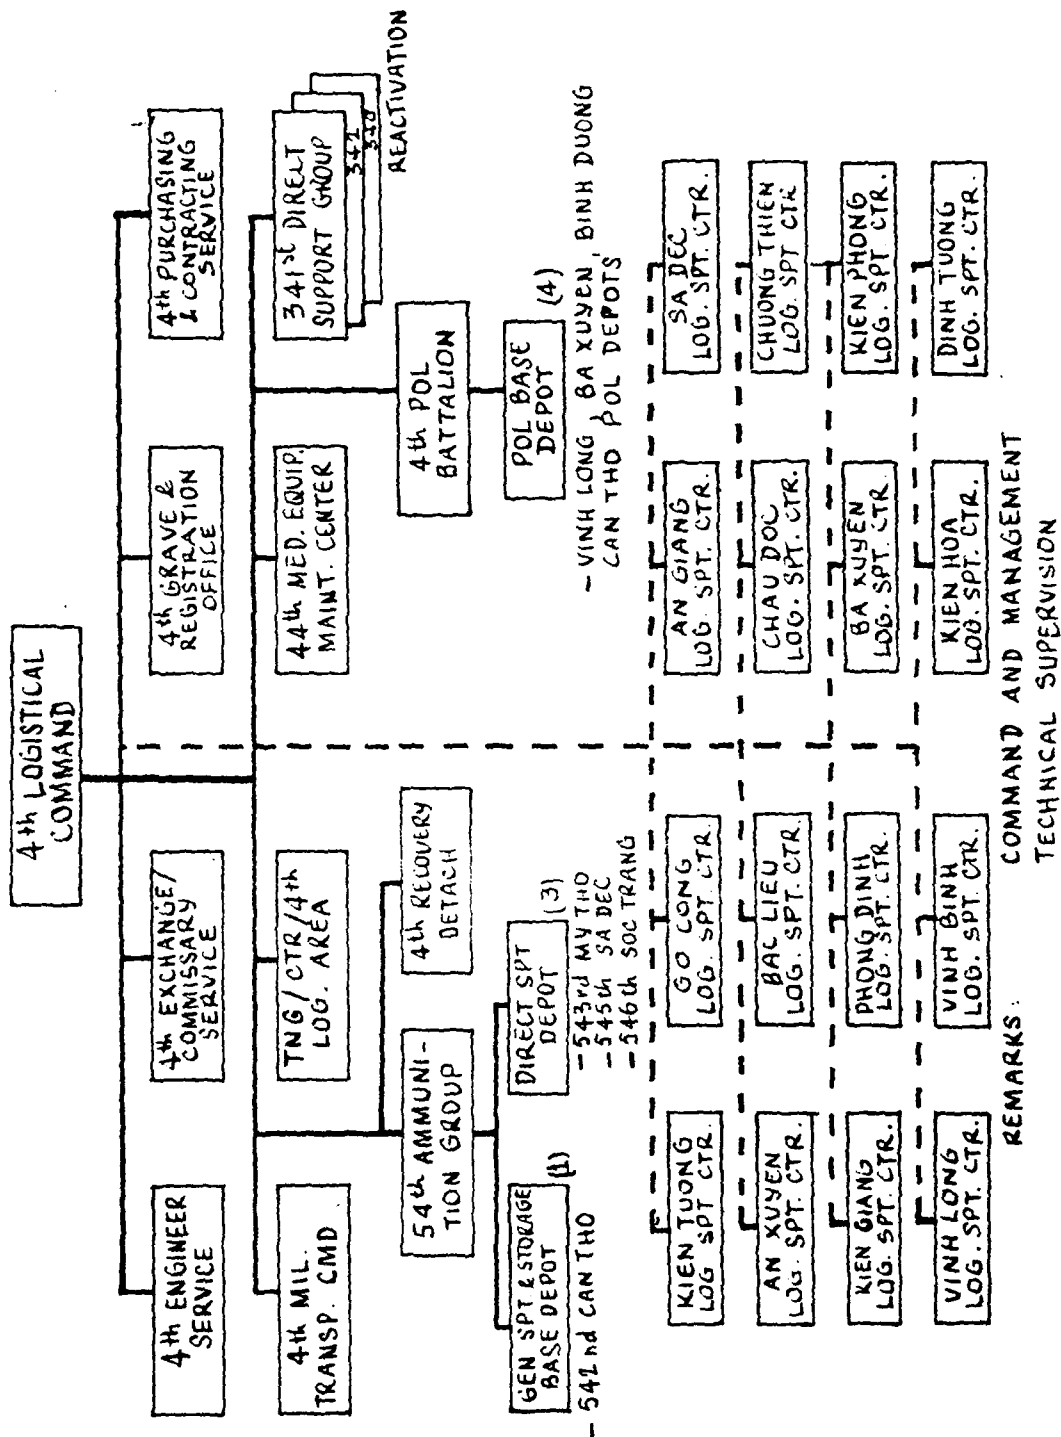 4th LOGISTICAL
COMMAND
4th ENGINEER
SERVICE
4th EXCHANGE/
COMMISSARY
SERVICE
4th GRAVE &
REGISTRATION
OFFICE
4th PURCHASING
& CONTRACTING
SERVICE
4th MIL.
TRANSP. CMD
TNG/CTR/4th
LOG. AREA
44th MED. EQUIP.
MAINT. CENTER
341st DIRECT
SUPPORT GROUP
342
340
REACTIVATION
54th AMMUNI-
TION GROUP
4th RECOVERY
DETACH
4th POL
BATTALION
GEN SPT & STORAGE
BASE DEPOT
(1)
- 542nd CAN THO
DIRECT SPT
DEPOT
(3)
- 543rd MY THO
- 545th SA DEC
- 546th SOC TRANG
POL BASE
DEPOT
(4)
- VINH LONG, BA XUYEN, BINH DUONG
CAN THO POL DEPOTS
KIEN TUONG
LOG SPT CTR.
GO CONG
LOG. SPT. CTR.
AN GIANG
LOG. SPT. CTR.
SA DEC
LOG. SPT. CTR.
AN XUYEN
LOG. SPT. CTR.
BAC LIEU
LOG. SPT. CTR.
CHAU DOC
LOG. SPT. CTR.
CHUONG THIEN
LOG. SPT CTR
KIEN GIANG
LOG. SPT. CTR.
PHONG DINH
LOG. SPT. CTR.
BA XUYEN
LOG. SPT. CTR.
KIEN PHONG
LOG. SPT. CTR.
VINH LONG
LOG. SPT. CTR.
VINH BINH
LOG. SPT. CTR.
KIEN HOA
LOG. SPT. CTR.
DINH TUONG
LOG. SPT. CTR.
REMARKS: COMMAND AND MANAGEMENT
TECHNICAL SUPERVISION